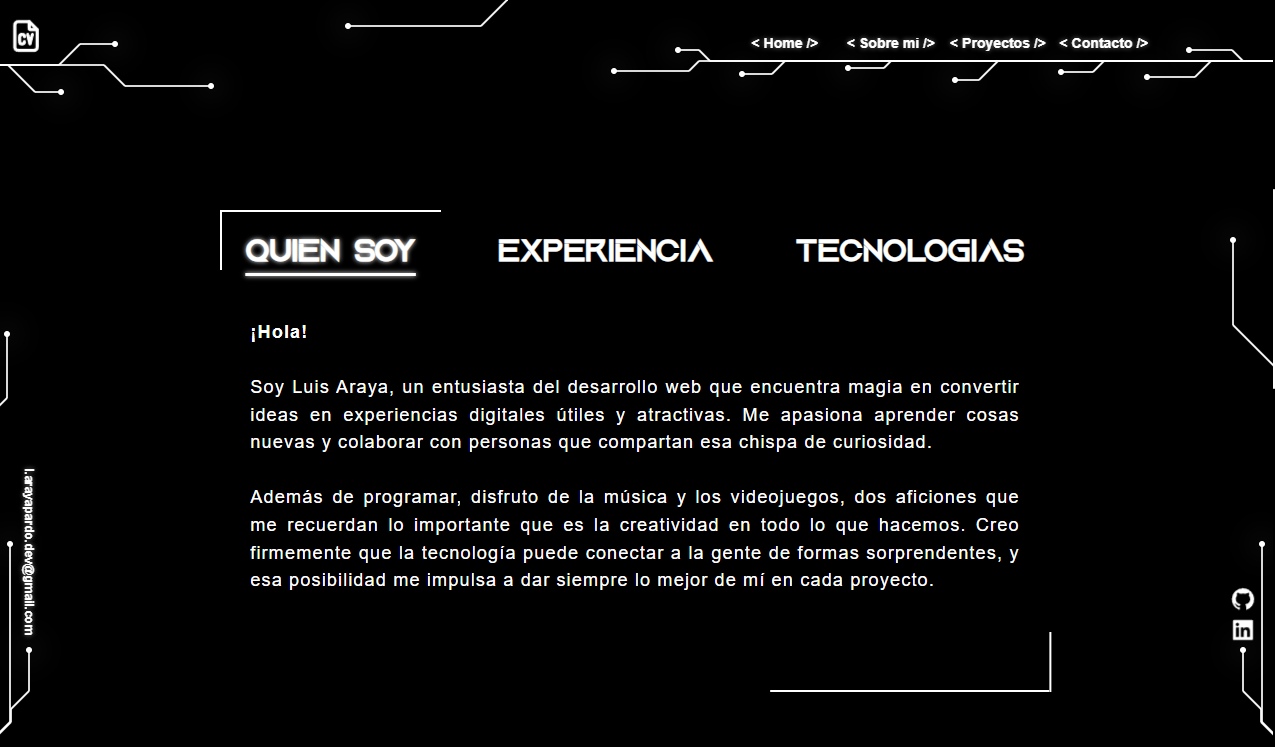 CV
< Home />
< Sobre mi />
< Proyectos />
< Contacto />
QUIEN SOY
EXPERIENCIA
TECNOLOGIAS
¡Hola!
Soy Luis Araya, un entusiasta del desarrollo web que encuentra magia en convertir
ideas en experiencias digitales útiles y atractivas. Me apasiona aprender cosas
nuevas y colaborar con personas que compartan esa chispa de curiosidad.
Además de programar, disfruto de la música y los videojuegos, dos aficiones que
me recuerdan lo importante que es la creatividad en todo lo que hacemos. Creo
firmemente que la tecnología puede conectar a la gente de formas sorprendentes, y
esa posibilidad me impulsa a dar siempre lo mejor de mí en cada proyecto.
l.arayapardo.dev@gmail.com
in